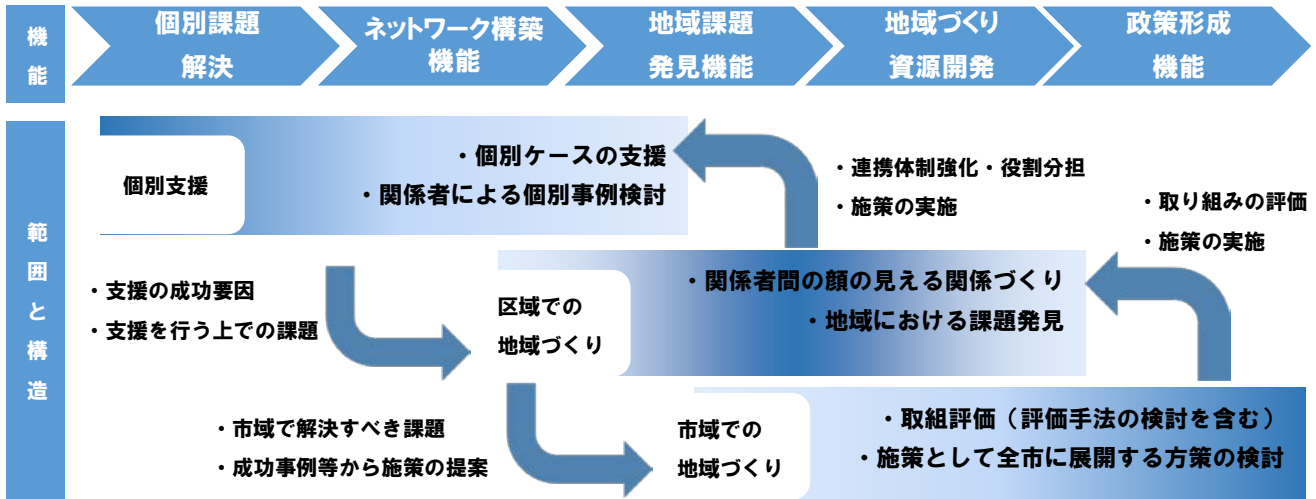 機能
個別課題
解決
ネットワーク構築
機能
地域課題
発見機能
地域づくり
資源開発
政策形成
機能
範囲と構造
個別支援
・個別ケースの支援
・関係者による個別事例検討
・連携体制強化・役割分担
・施策の実施
・取り組みの評価
・施策の実施
・支援の成功要因
・支援を行う上での課題
区域での
地域づくり
・関係者間の顔の見える関係づくり
・地域における課題発見
・市域で解決すべき課題
・成功事例等から施策の提案
市域での
地域づくり
・取組評価（評価手法の検討を含む）
・施策として全市に展開する方策の検討